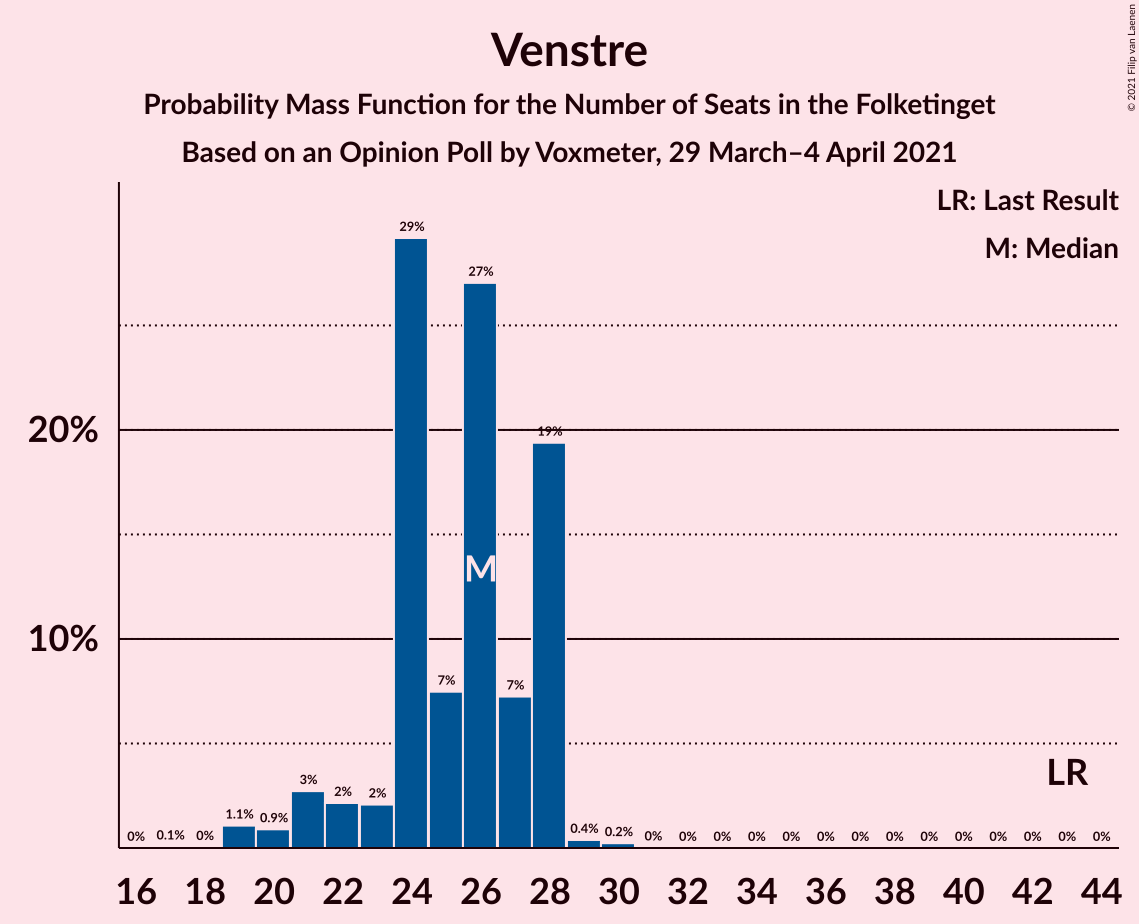 Venstre
Probability Mass Function for the Number of Seats in the Folketinget
Based on an Opinion Poll by Voxmeter, 29 March–4 April 2021
© 2021 Filip van Laenen
LR: Last Result
M: Median
29%
27%
20%
19%
M
10%
7%
7%
LR
3%
2%
2%
1.1%
0.9%
0.4%
0.2%
0% 0.1% 0% 0% 0% 0% 0% 0% 0% 0% 0% 0% 0% 0% 0% 0% 0%
16 18 20 22 24 26 28 30 32 34 36 38 40 42 44